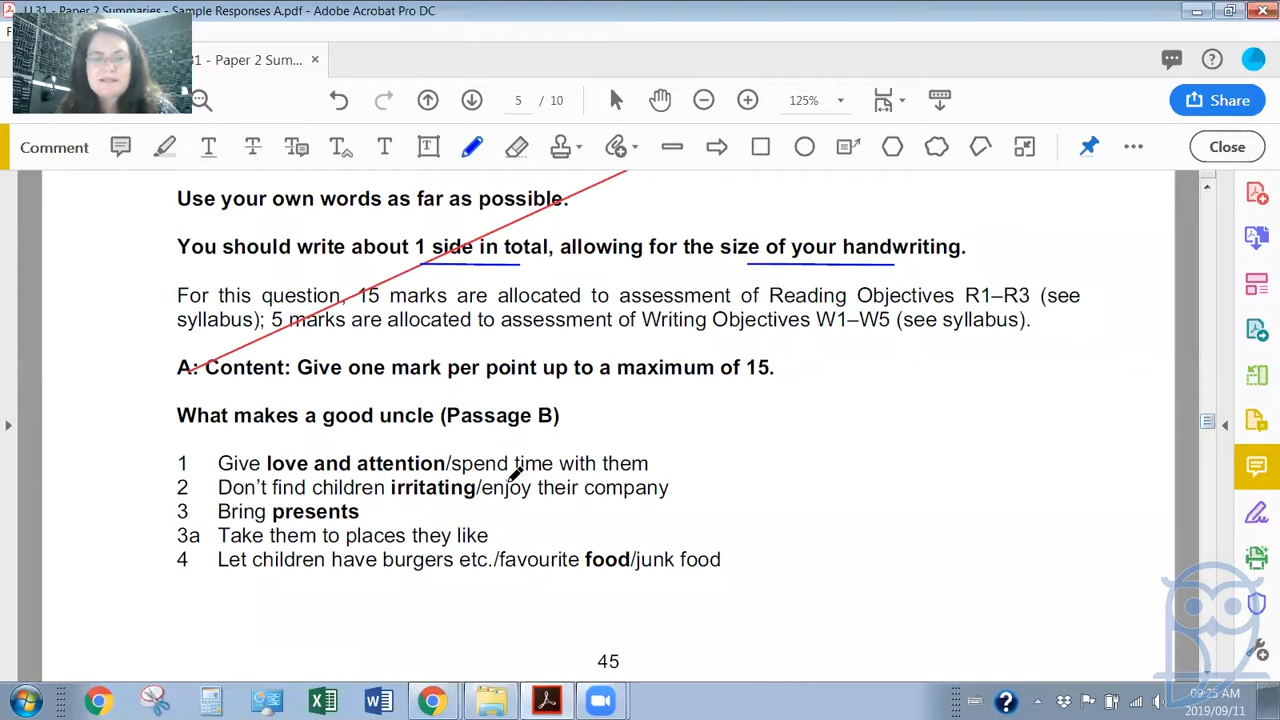 LL31 - Paper 2 Summaries - Sample Responses A.pdf - Adobe Acrobat Pro DC
31 - Paper 2 Sum...
5 / 10
125%
Share
Comment
Close
Use your own words as far as possible.
You should write about 1 side in total, allowing for the size of your handwriting.
For this question, 15 marks are allocated to assessment of Reading Objectives R1–R3 (see
syllabus); 5 marks are allocated to assessment of Writing Objectives W1–W5 (see syllabus).
A: Content: Give one mark per point up to a maximum of 15.
What makes a good uncle (Passage B)
1 Give love and attention/spend time with them
2 Don't find children irritating/enjoy their company
3 Bring presents
3a Take them to places they like
4 Let children have burgers etc./favourite food/junk food
45
09:25 AM
2019/09/11